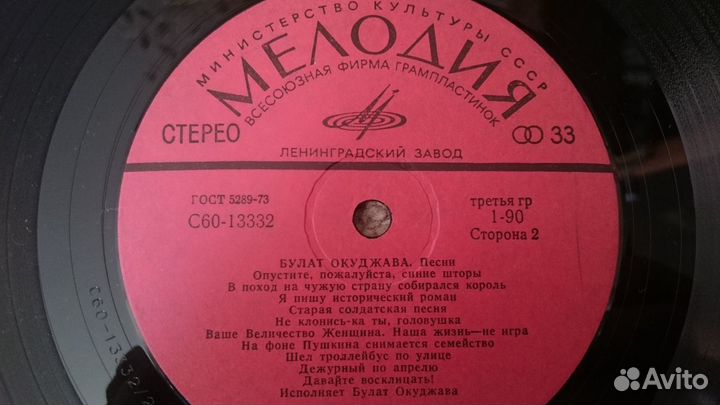 МИНИСТЕРСТВО КУЛЬТУРЫ СССР
МЕЛОДИЯ
ВСЕСОЮЗНАЯ ФИРМА ГРАМПЛАСТИНОК
СТЕРЕО
33
ЛЕНИНГРАДСКИЙ ЗАВОД
ГОСТ 5289-73
С60-13332
третья гр
1-90
Сторона 2
БУЛАТ ОКУДЖАВА. Песни
Опустите, пожалуйста, синие шторы
В поход на чужую страну собирался король
Я пишу исторический роман
Старая солдатская песня
Не клонись-ка ты, головушка
Ваше Величество Женщина. Наша жизнь—не игра
На фоне Пушкина снимается семейство
Шел троллейбус по улице
Дежурный по апрелю
Давайте восклицать!
Исполняет Булат Окуджава
С60-13332/2
Avito